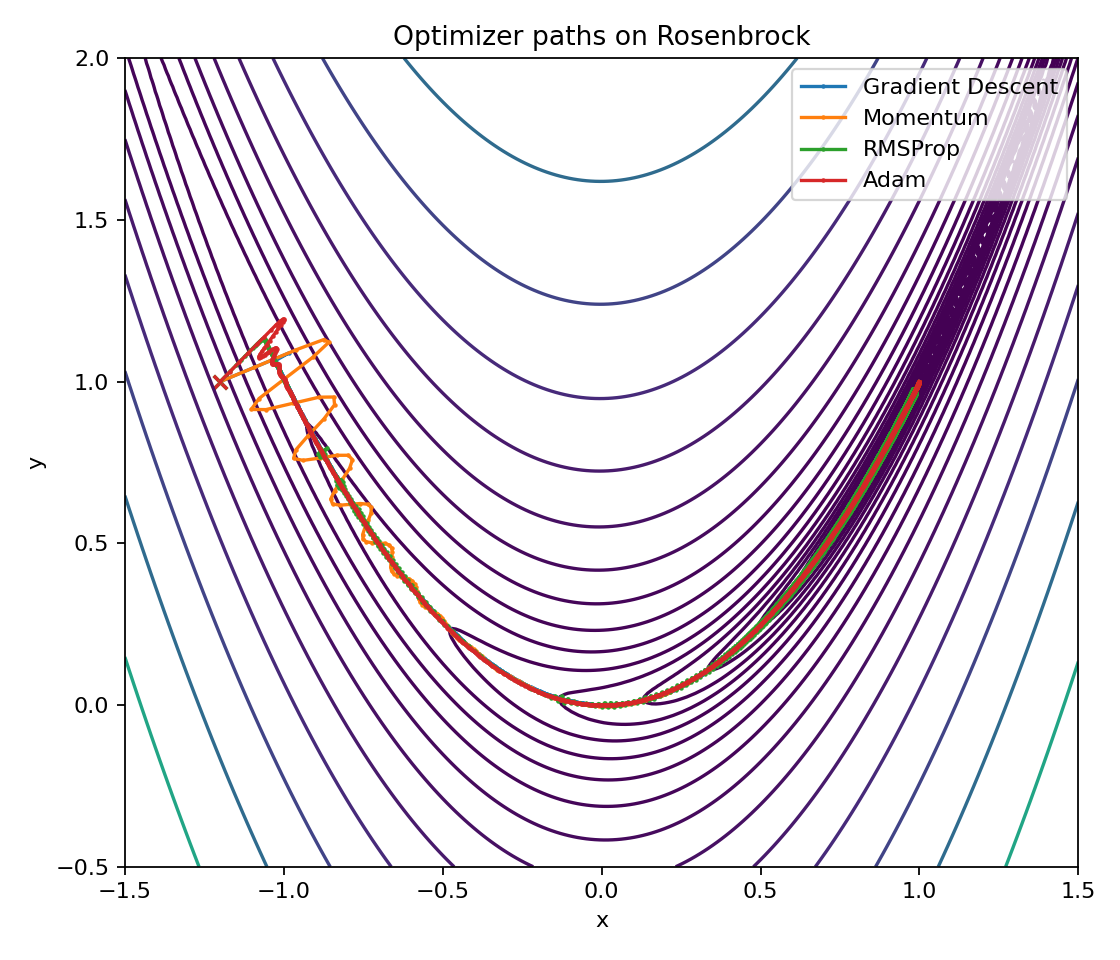 Optimizer paths on Rosenbrock
Gradient Descent
Momentum
RMSProp
Adam
2.0
1.5
1.0
0.5
0.0
−0.5
y
−1.5 −1.0 −0.5 0.0 0.5 1.0 1.5
x